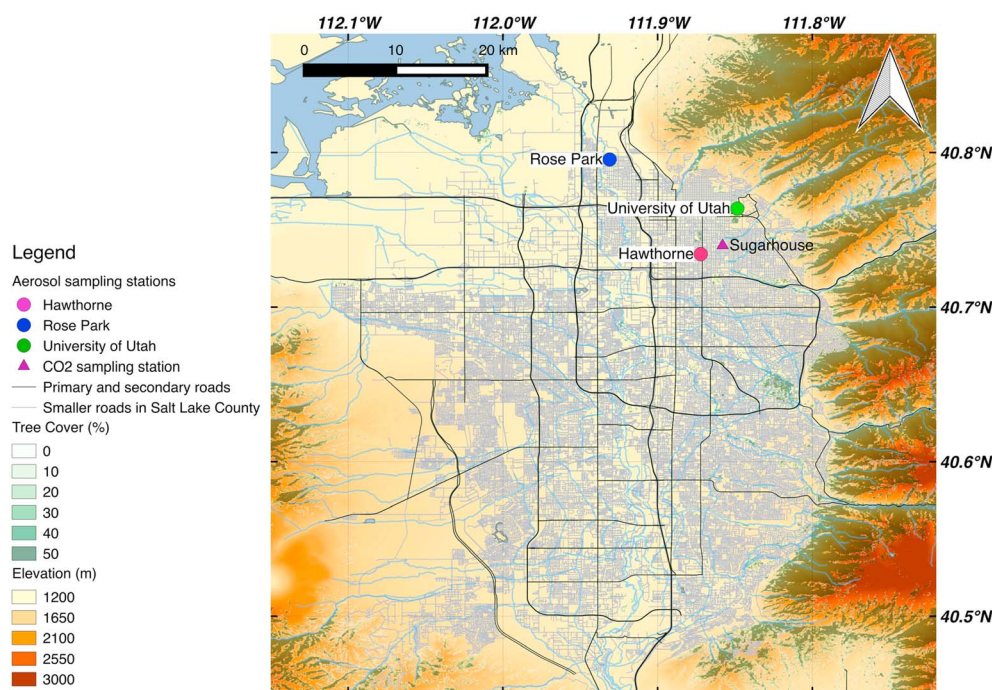 112.1°W 112.0°W 111.9°W 111.8°W
0 10 20 km
40.8°N
Rose Park
University of Utah
Sugarhouse
Hawthorne
40.7°N
40.6°N
40.5°N
Legend
Aerosol sampling stations
Hawthorne
Rose Park
University of Utah
CO2 sampling station
Primary and secondary roads
Smaller roads in Salt Lake County
Tree Cover (%)
0
10
20
30
40
50
Elevation (m)
1200
1650
2100
2550
3000